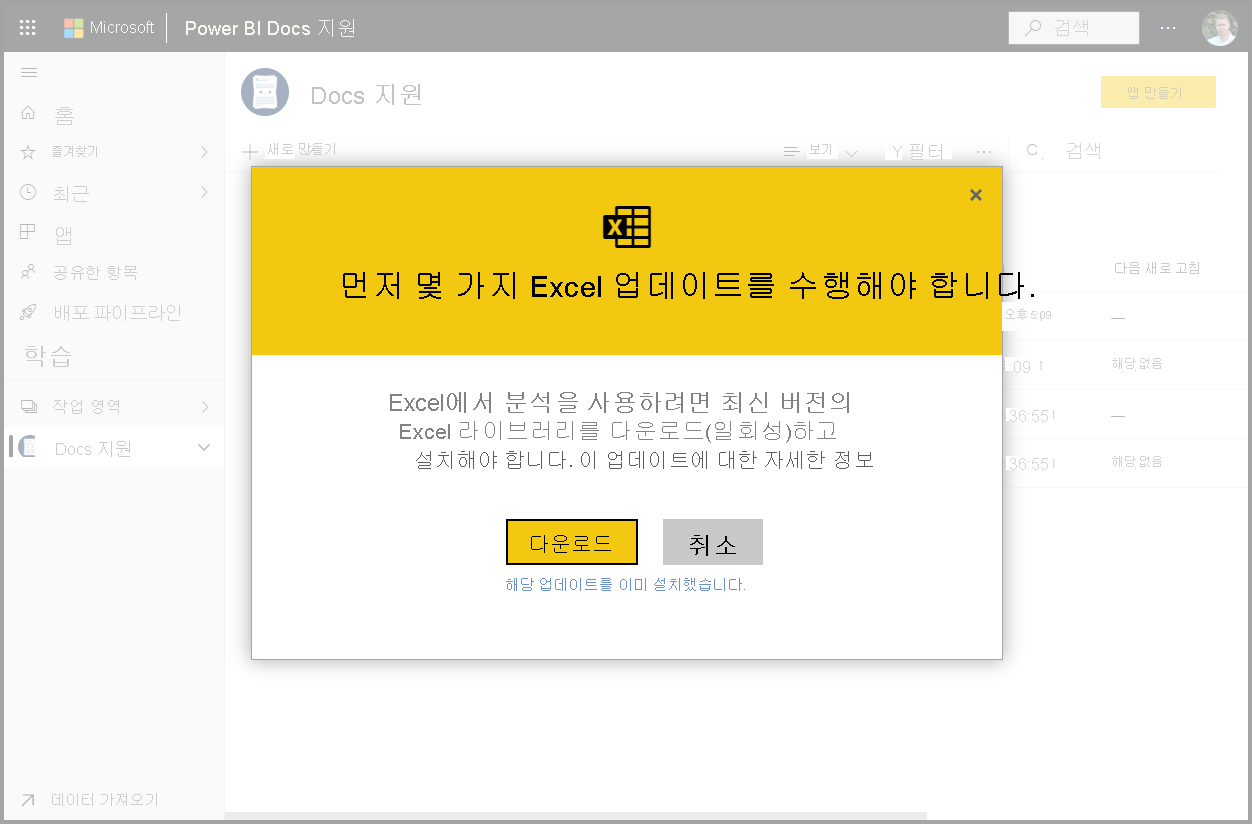 Microsoft
Power BI Docs 지원
검색
Docs 지원
앱 만들기
홈
즐겨찾기
최근
앱
공유한 항목
배포 파이프라인
학습
작업 영역
Docs 지원
데이터 가져오기
새로 만들기
보기
필터
검색
다음 새로 고침
오후 5:09
—
:09
해당 없음
36:55
—
36:55
해당 없음
먼저 몇 가지 Excel 업데이트를 수행해야 합니다.
Excel에서 분석을 사용하려면 최신 버전의
Excel 라이브러리를 다운로드(일회성)하고
설치해야 합니다. 이 업데이트에 대한 자세한 정보
다운로드
취소
해당 업데이트를 이미 설치했습니다.